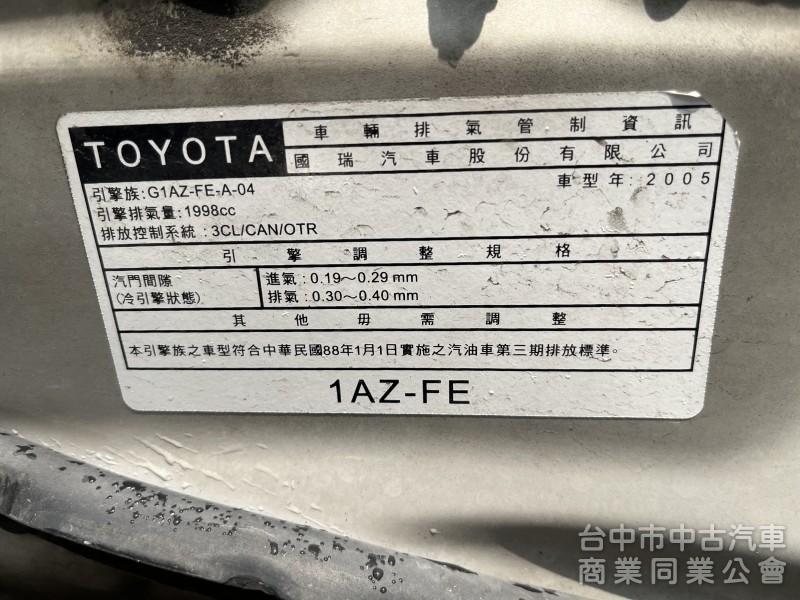 TOYOTA
車輛排氣管制資訊
國瑞汽車股份有限公司
引擎族:G1AZ-FE-A-04
車型年:2005
引擎排氣量:1998cc
排放控制系統:3CL/CAN/OTR
引擎調整規格
汽門間隙
(冷引擎狀態)
進氣:0.19~0.29 mm
排氣:0.30~0.40 mm
其他毋需調整
本引擎族之車型符合中華民國88年1月1日實施之汽油車第三期排放標準。
1AZ-FE
台中市中古汽車
商業同業公會